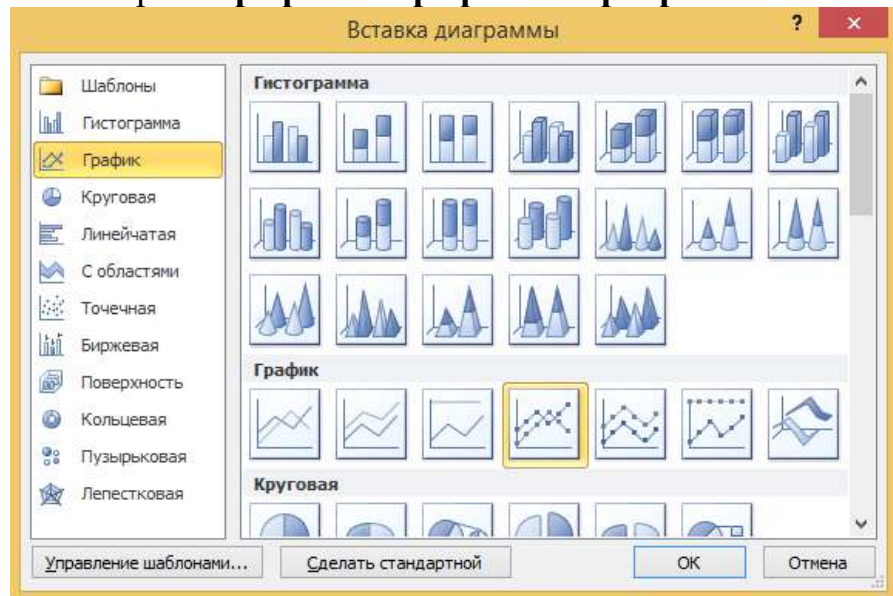 Вставка диаграммы
?
×
Шаблоны
Гистограмма
График
Круговая
Линейчатая
С областями
Точечная
Биржевая
Поверхность
Кольцевая
Пузырьковая
Лепестковая
Гистограмма
График
Круговая
Управление шаблонами...
Сделать стандартной
ОК
Отмена